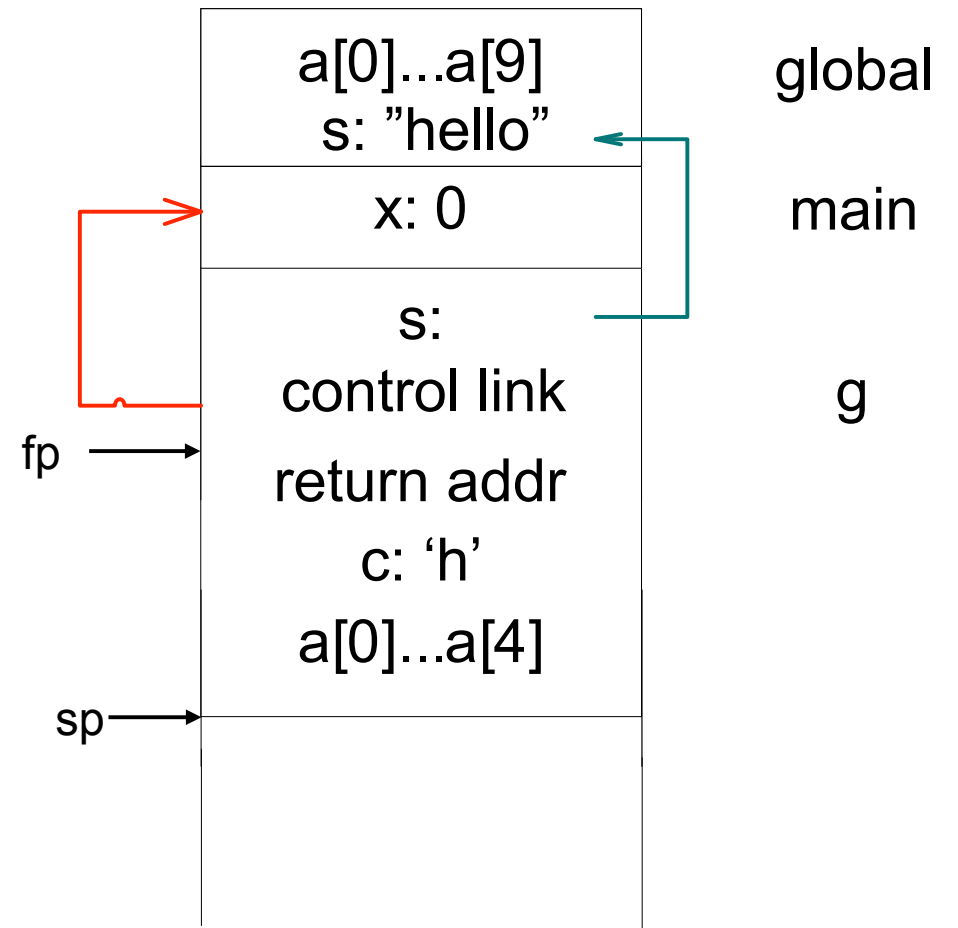 a[0]...a[9]
global
s: ”hello”
x: 0
main
s:
control link
g
fp
return addr
c: ‘h’
a[0]...a[4]
sp